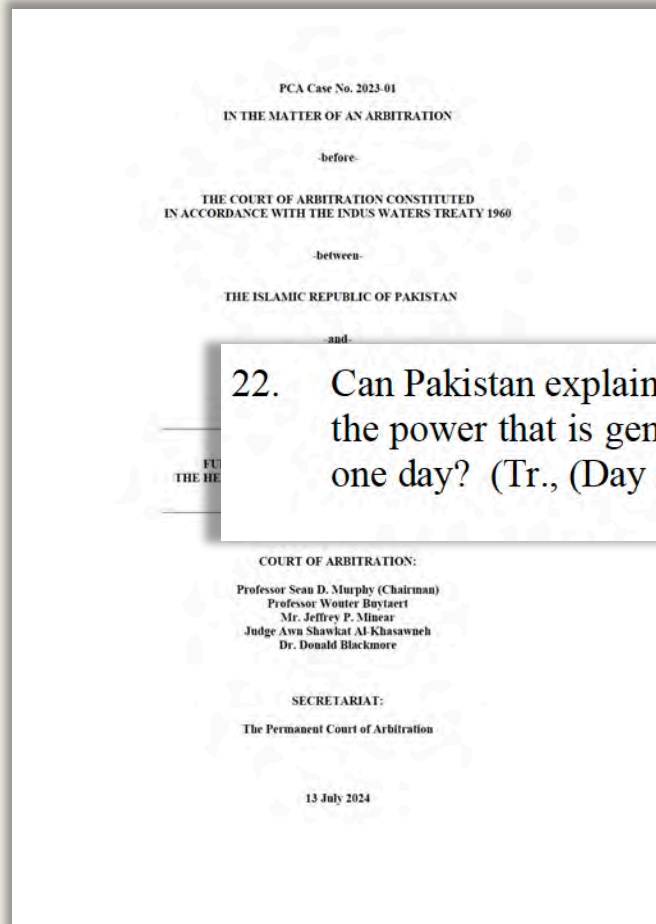 PCA Case No. 2023-01
IN THE MATTER OF AN ARBITRATION
-before-
THE COURT OF ARBITRATION CONSTITUTED
IN ACCORDANCE WITH THE INDUS WATERS TREATY 1960
-between-
THE ISLAMIC REPUBLIC OF PAKISTAN
-and-
22. Can Pakistan explain
the power that is gen
one day? (Tr., (Day
THE HE
COURT OF ARBITRATION:
Professor Sean D. Murphy (Chairman)
Professor Wouter Buytaert
Mr. Jeffrey P. Minear
Judge Awn Shawkat Al-Khasawneh
Dr. Donald Blackmore
SECRETARIAT:
The Permanent Court of Arbitration
13 July 2024